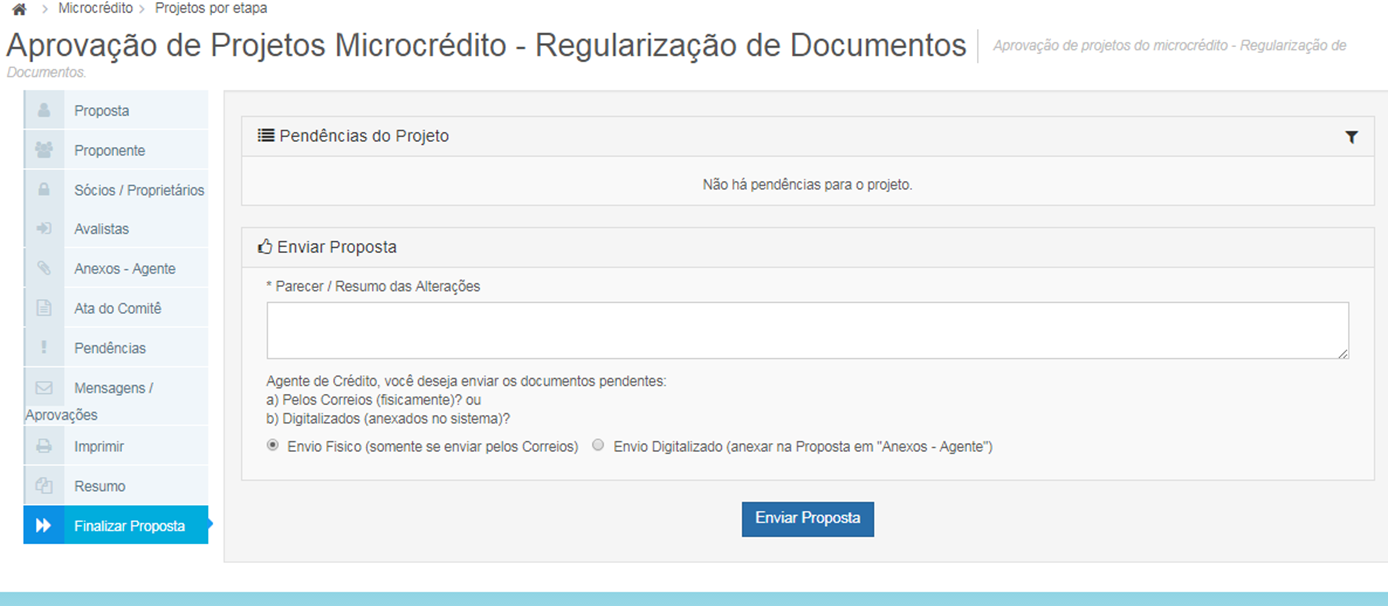 Microcrédito > Projetos por etapa
Aprovação de Projetos Microcrédito - Regularização de Documentos
Aprovação de projetos do microcrédito - Regularização de
Documentos.
Proposta
Proponente
Sócios / Proprietários
Avalistas
Anexos - Agente
Ata do Comitê
Pendências
Mensagens /
Aprovações
Imprimir
Resumo
Finalizar Proposta
Pendências do Projeto
Não há pendências para o projeto.
Enviar Proposta
* Parecer / Resumo das Alterações
Agente de Crédito, você deseja enviar os documentos pendentes:
a) Pelos Correios (fisicamente)? ou
b) Digitalizados (anexados no sistema)?
Envio Fisico (somente se enviar pelos Correios) Envio Digitalizado (anexar na Proposta em "Anexos - Agente")
Enviar Proposta